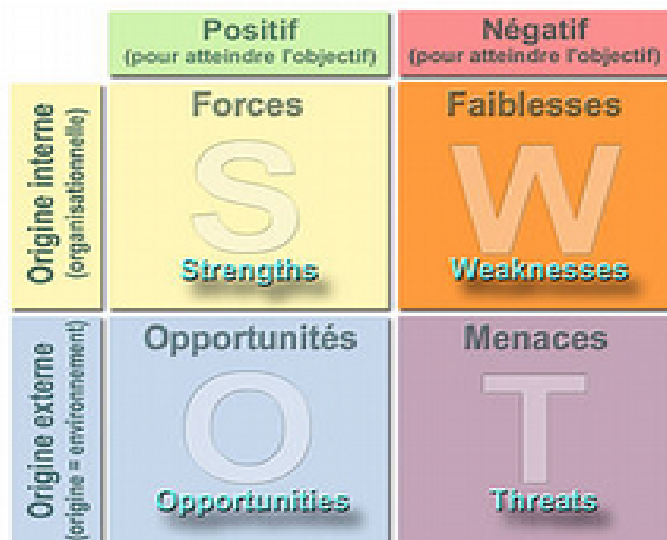 Positif
(pour atteindre l'objectif)
Négatif
(pour atteindre l'objectif)
Origine interne
(organisationnelle)
Forces
S
Strengths
Faiblesses
W
Weaknesses
Origine externe
(origine = environnement)
Opportunités
O
Opportunities
Menaces
T
Threats